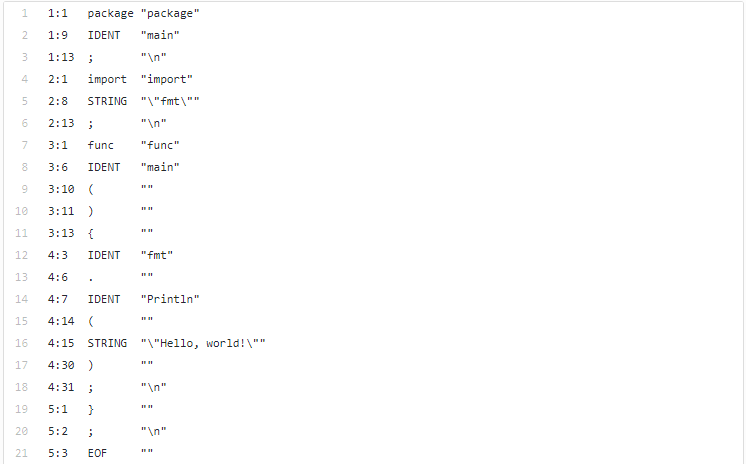 1 1:1 package "package"
2 1:9 IDENT "main"
3 1:13 ; "\n"
4 2:1 import "import"
5 2:8 STRING "\"fmt\""
6 2:13 ; "\n"
7 3:1 func "func"
8 3:6 IDENT "main"
9 3:10 ( ""
10 3:11 ) ""
11 3:13 { ""
12 4:3 IDENT "fmt"
13 4:6 . ""
14 4:7 IDENT "Println"
15 4:14 ( ""
16 4:15 STRING "\"Hello, world!\""
17 4:30 ) ""
18 4:31 ; "\n"
19 5:1 } ""
20 5:2 ; "\n"
21 5:3 EOF ""